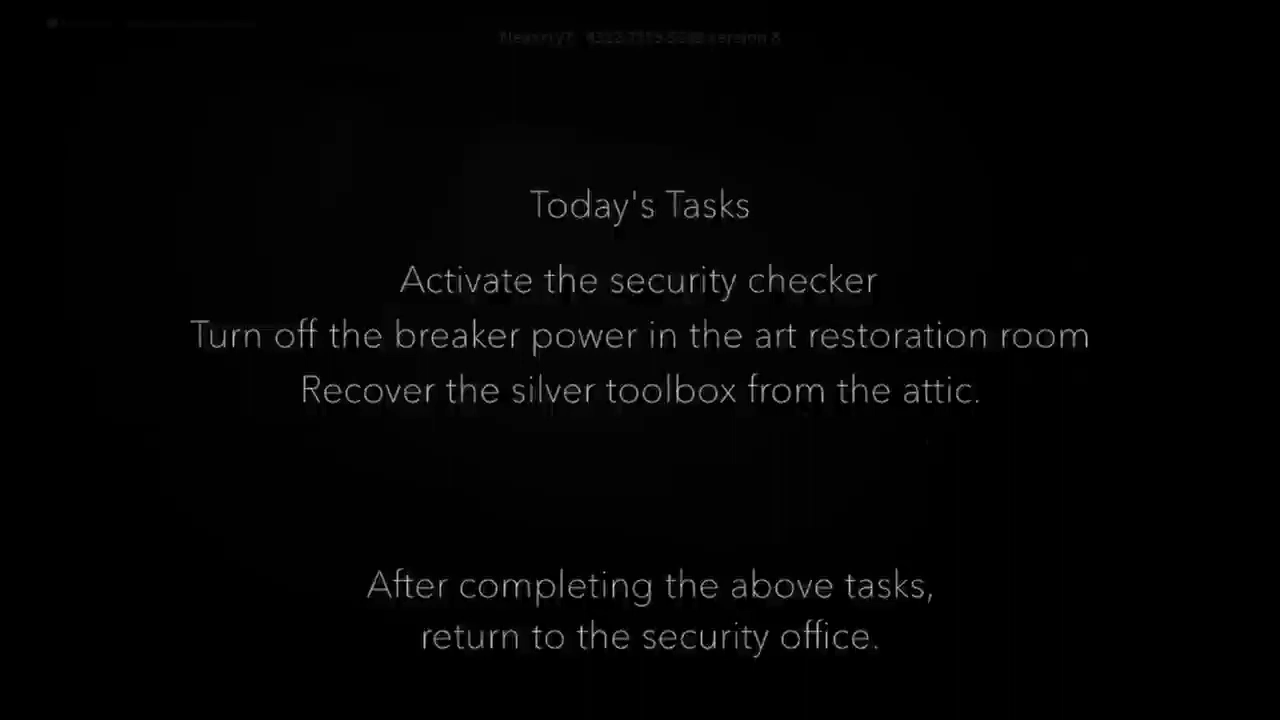 Today's Tasks
Activate the security checker
Turn off the breaker power in the art restoration room
Recover the silver toolbox from the attic.
After completing the above tasks,
return to the security office.